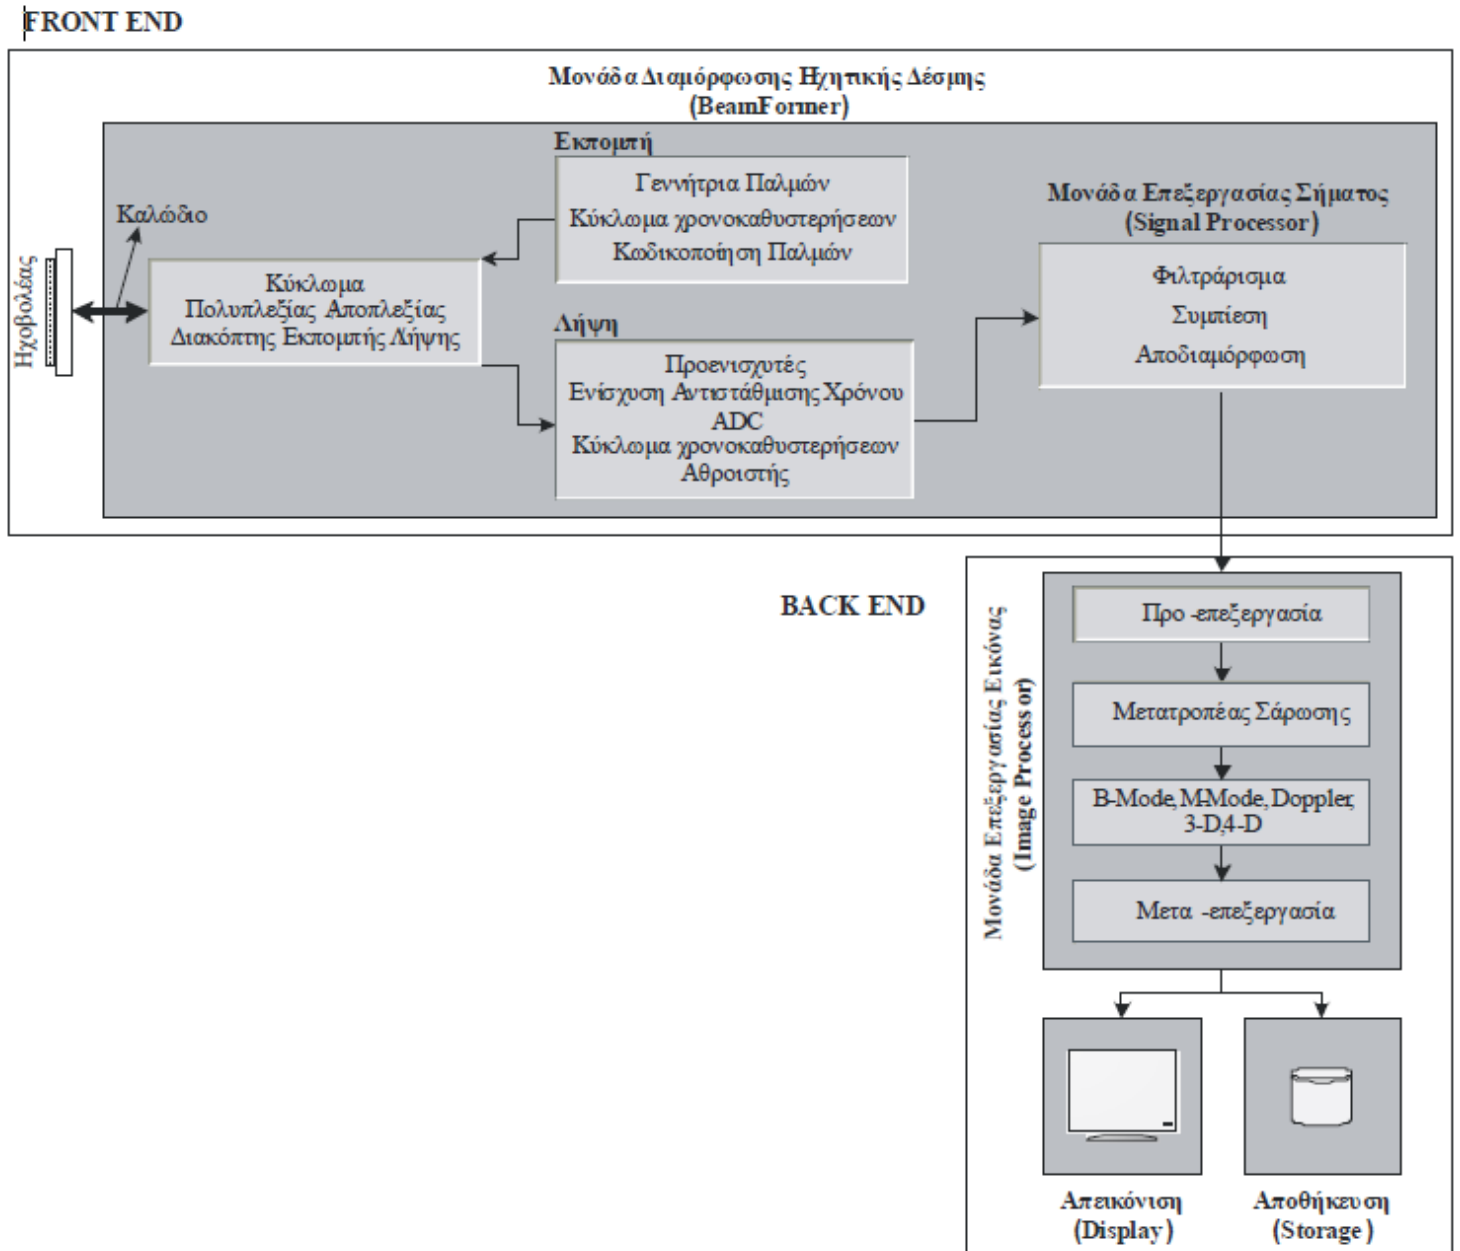 FRONT END
Μονάδα Διαμόρφωσης Ηχητικής Δέσμης
(BeamFormer)
Εκπομπή
Γεννήτρια Παλμών
Κύκλωμα χρονοκαθυστερήσεων
Κωδικοποίηση Παλμών
Καλώδιο
Ηχοβολέας
Κύκλωμα
Πολυπλεξίας Αποπλεξίας
Διακόπτης Εκπομπής Λήψης
Λήψη
Προενισχυτές
Ενίσχυση Αντιστάθμισης Χρόνου
ADC
Κύκλωμα χρονοκαθυστερήσεων
Αθροιστής
Μονάδα Επεξεργασίας Σήματος
(Signal Processor)
Φιλτράρισμα
Συμπίεση
Αποδιαμόρφωση
BACK END
Μονάδα Επεξεργασίας Εικόνας
(Image Processor)
Προ -επεξεργασία
Μετατροπέας Σάρωσης
B-Mode, M-Mode, Doppler,
3-D,4-D
Μετα -επεξεργασία
Απεικόνιση
(Display)
Αποθήκευση
(Storage)